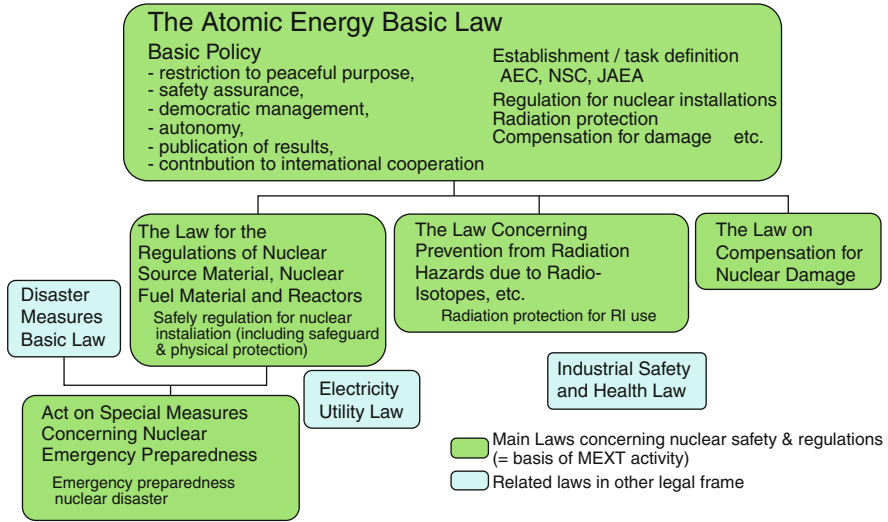 The Atomic Energy Basic Law
Basic Policy
- restriction to peaceful purpose,
- safety assurance,
- democratic management,
- autonomy,
- publication of results,
- contnbution to international cooperation
Establishment / task definition
AEC, NSC, JAEA
Regulation for nuclear installations
Radiation protection
Compensation for damage etc.
The Law for the
Regulations of Nuclear
Source Material, Nuclear
Fuel Material and Reactors
Safely regulation for nuclear
instaliation (including safeguard
& physical protection)
The Law Concerning
Prevention from Radiation
Hazards due to Radio-
Isotopes, etc.
Radiation protection for RI use
The Law on
Compensation for
Nuclear Damage
Disaster
Measures
Basic Law
Electricity
Utility Law
Industrial Safety
and Health Law
Act on Special Measures
Concerning Nuclear
Emergency Preparedness
Emergency preparedness
nuclear disaster
Main Laws concerning nuclear safety & regulations
(= basis of MEXT activity)
Related laws in other legal frame